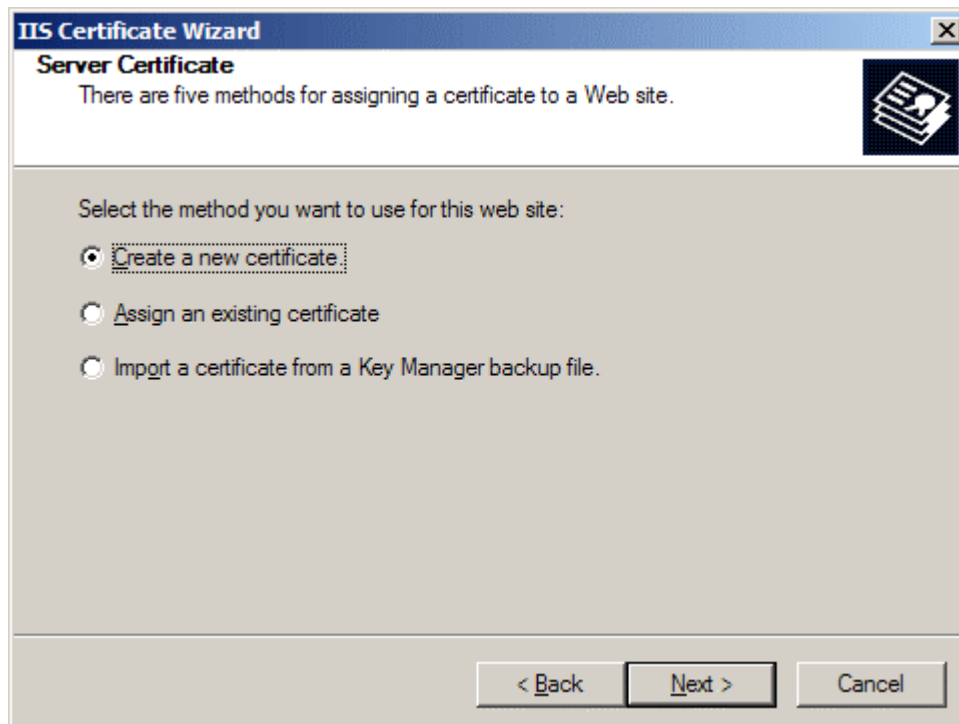 IIS Certificate Wizard
Server Certificate
There are five methods for assigning a certificate to a Web site.
Select the method you want to use for this web site:
Create a new certificate.
Assign an existing certificate
Import a certificate from a Key Manager backup file.
< Back Next > Cancel